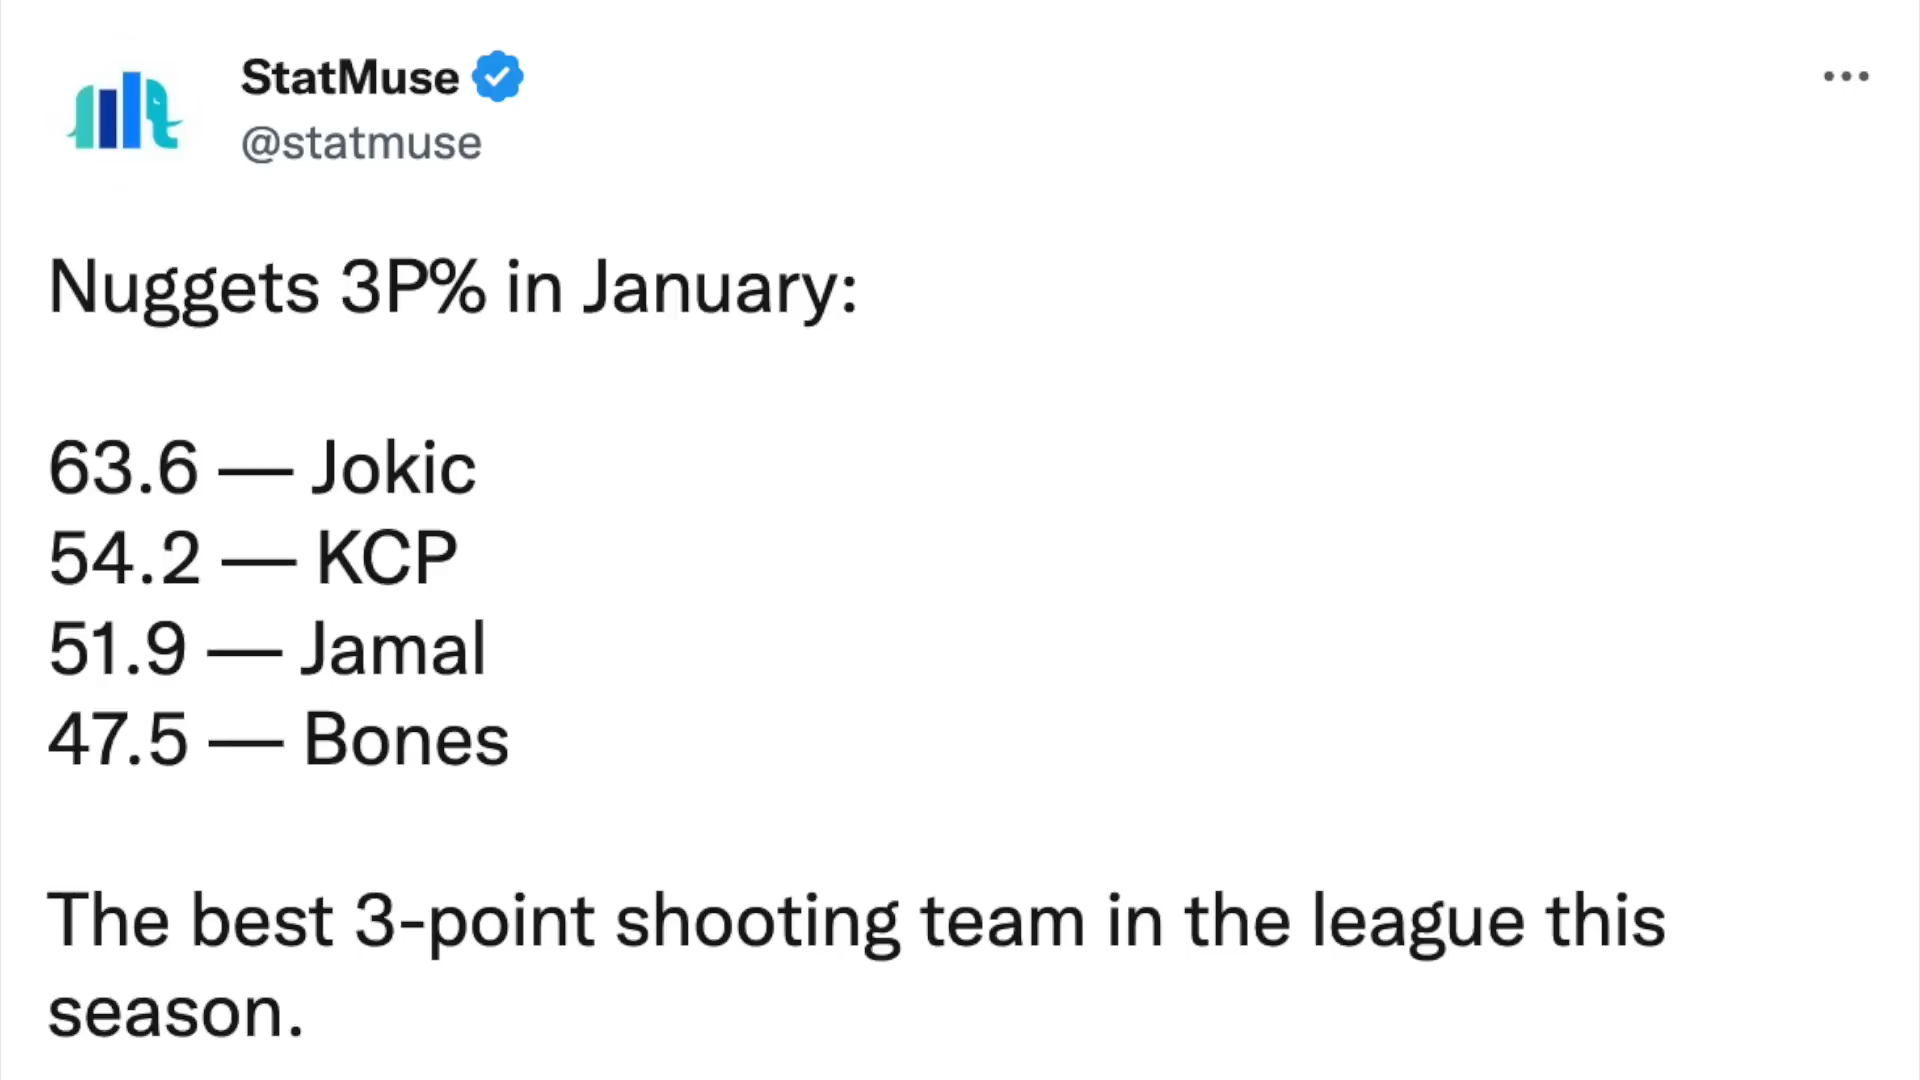 StatMuse
@statmuse
Nuggets 3P% in January:
63.6 — Jokic
54.2 — KCP
51.9 — Jamal
47.5 — Bones
The best 3-point shooting team in the league this
season.